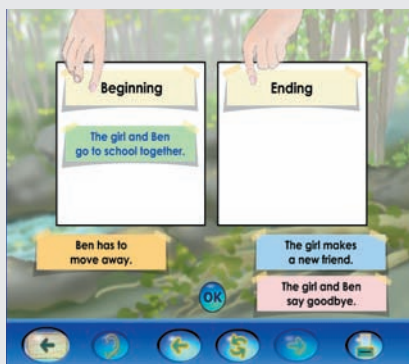 Beginning
Ending
The girl and Ben
go to school together.
Ben has to
move away.
The girl makes
a new friend.
The girl and Ben
say goodbye.
OK